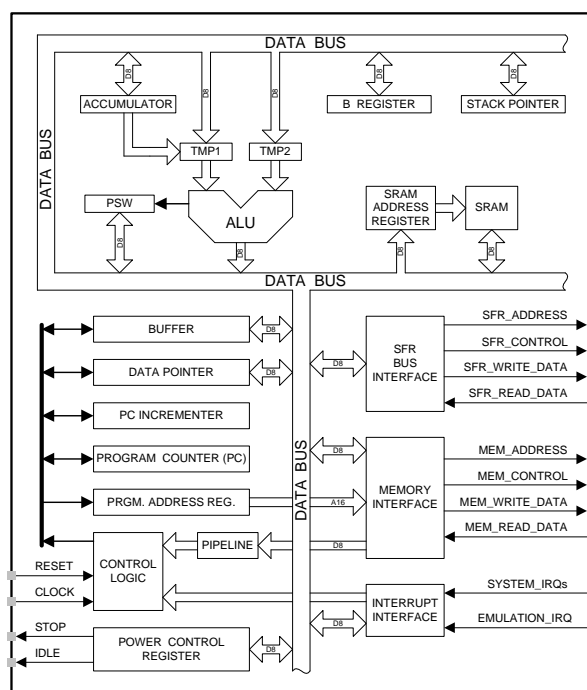 DATA BUS
D8
D8
D8
D8
D8
ACCUMULATOR
B REGISTER
STACK POINTER
DATA BUS
TMP1
TMP2
PSW
ALU
SRAM
ADDRESS
REGISTER
SRAM
D8
D8
D8
D8
DATA BUS
BUFFER
D8
DATA POINTER
D8
PC INCREMENTER
PROGRAM COUNTER (PC)
PRGM. ADDRESS REG.
A16
DATA BUS
D8
SFR
BUS
INTERFACE
SFR_ADDRESS
SFR_CONTROL
SFR_WRITE_DATA
SFR_READ_DATA
D8
MEMORY
INTERFACE
MEM_ADDRESS
MEM_CONTROL
MEM_WRITE_DATA
MEM_READ_DATA
RESET
CLOCK
CONTROL
LOGIC
PIPELINE
D8
INTERRUPT
INTERFACE
SYSTEM_IRQs
EMULATION_IRQ
D8
STOP
IDLE
POWER CONTROL
REGISTER
D8